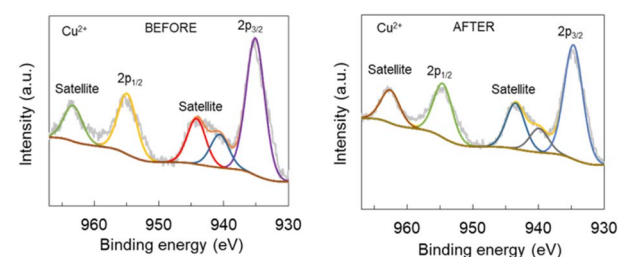 Cu²⁺ BEFORE 2p₃/₂
Satellite 2p₁/₂ Satellite
Intensity (a.u.)
960 950 940 930
Binding energy (eV)
Cu²⁺ AFTER 2p₃/₂
Satellite 2p₁/₂ Satellite
Intensity (a.u.)
960 950 940 930
Binding energy (eV)